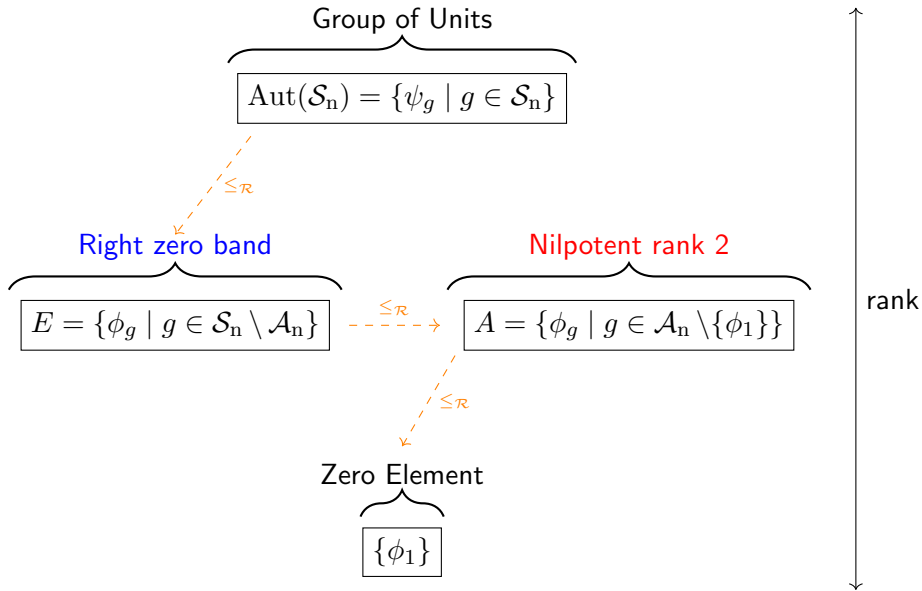 Group of Units
Aut(𝒮ₙ) = {ψ_g | g ∈ 𝒮ₙ}
≤_ℛ
Right zero band
Nilpotent rank 2
E = {ϕ_g | g ∈ 𝒮ₙ \ 𝒜ₙ}
≤_ℛ
A = {ϕ_g | g ∈ 𝒜ₙ \{ϕ₁}}
rank
≤_ℛ
Zero Element
{ϕ₁}